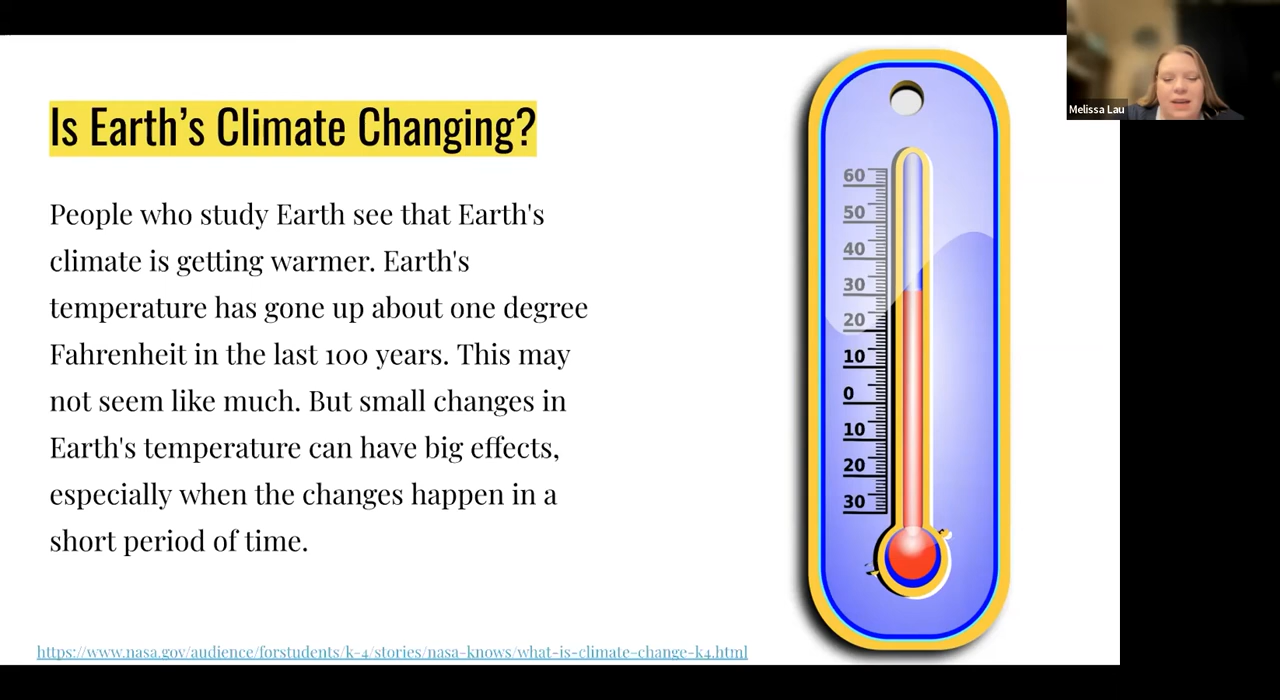 Is Earth's Climate Changing?
People who study Earth see that Earth's
climate is getting warmer. Earth's
temperature has gone up about one degree
Fahrenheit in the last 100 years. This may
not seem like much. But small changes in
Earth's temperature can have big effects,
especially when the changes happen in a
short period of time.
https://www.nasa.gov/audience/forstudents/k-4/stories/nasa-knows/what-is-climate-change-k4.html
60
50
40
30
20
10
0
10
20
30
Melissa Lau